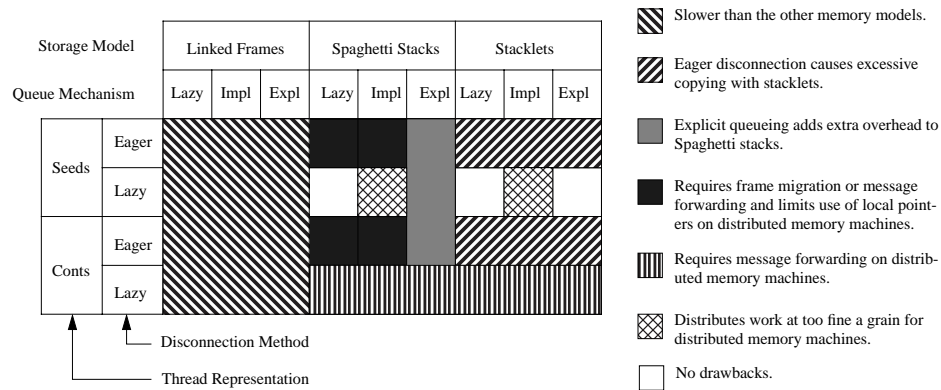 Storage Model
Linked Frames
Spaghetti Stacks
Stacklets
Queue Mechanism
Lazy
Impl
Expl
Lazy
Impl
Expl
Lazy
Impl
Expl
Seeds
Eager
Lazy
Conts
Eager
Lazy
Disconnection Method
Thread Representation
Slower than the other memory models.
Eager disconnection causes excessive
copying with stacklets.
Explicit queueing adds extra overhead to
Spaghetti stacks.
Requires frame migration or message
forwarding and limits use of local point-
ers on distributed memory machines.
Requires message forwarding on distrib-
uted memory machines.
Distributes work at too fine a grain for
distributed memory machines.
No drawbacks.